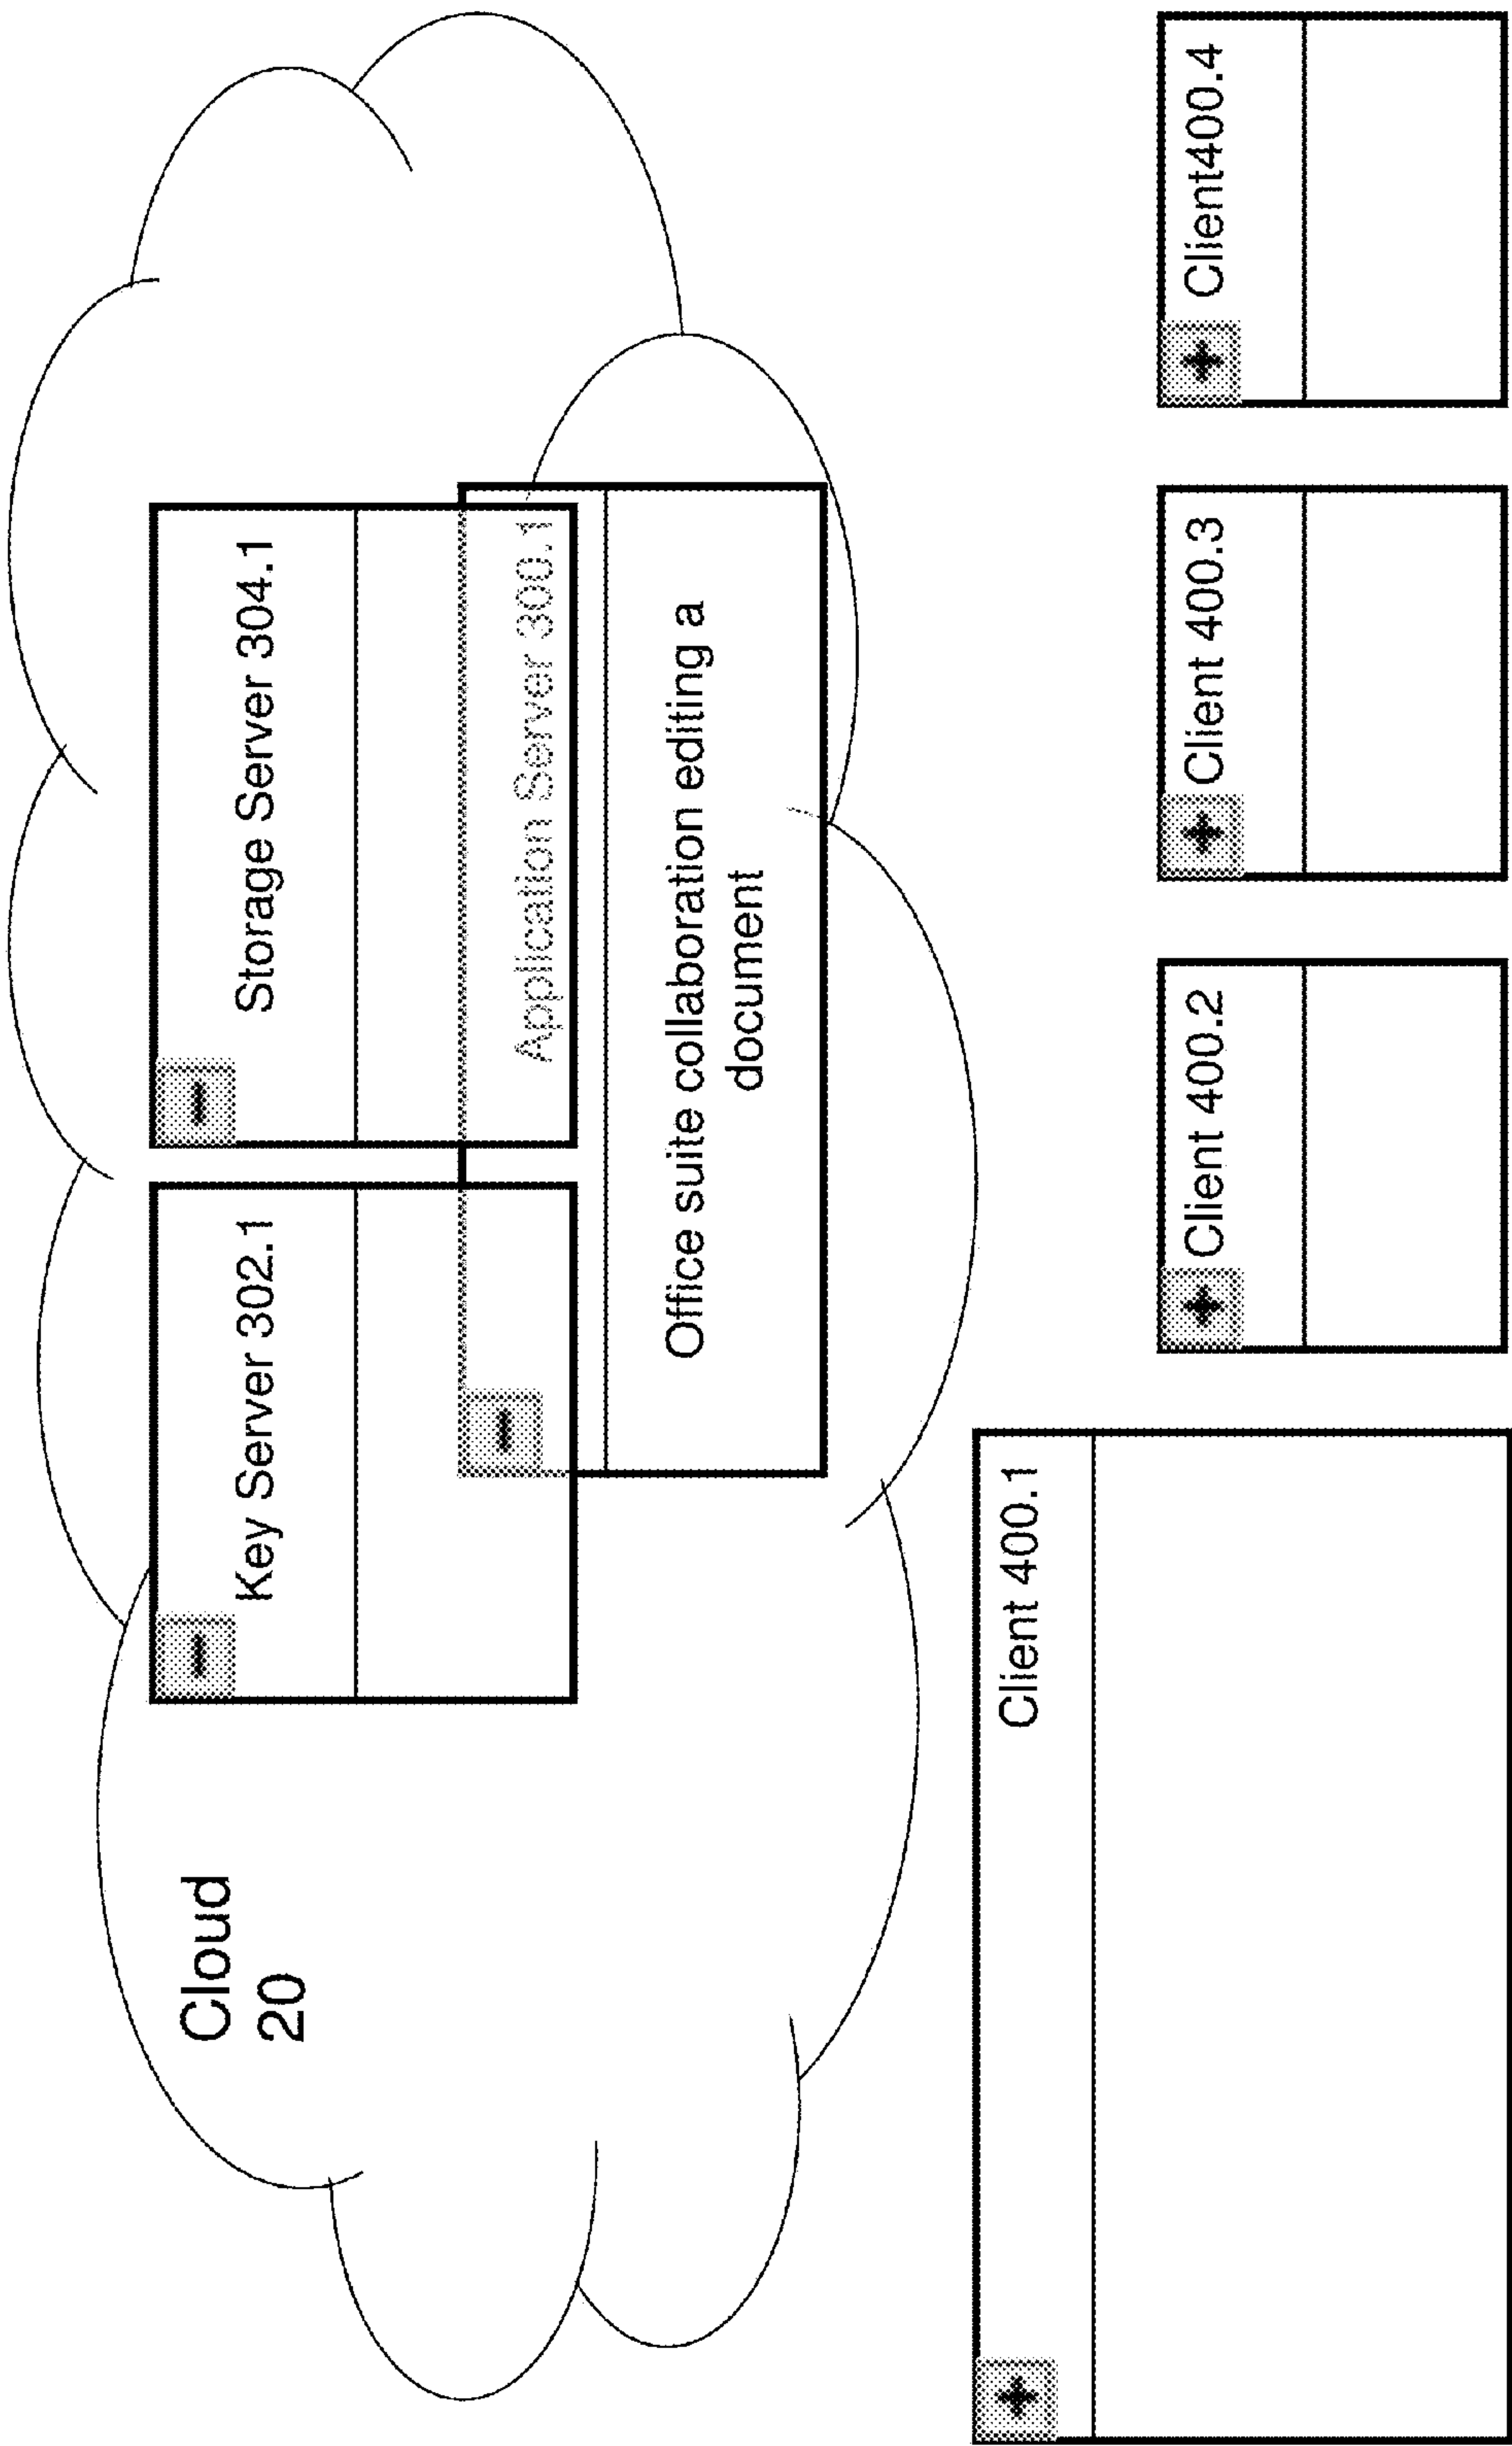 Cloud
20
Key Server 302.1
Storage Server 304.1
Application Server 300.1
Office suite collaboration editing a
document
Client 400.1
Client 400.2
Client 400.3
Client400.4